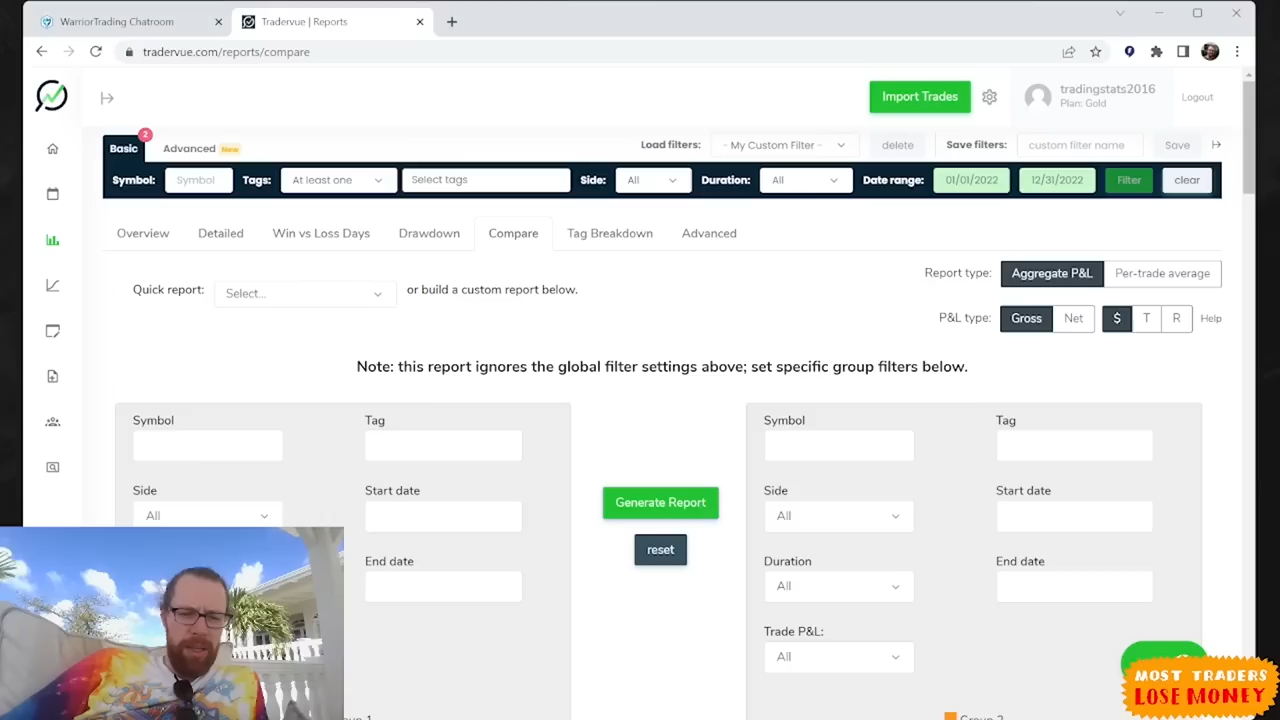 WarriorTrading Chatroom
Tradervue | Reports
tradervue.com/reports/compare
Import Trades
tradingstats2016
Plan: Gold
Logout
Basic
2
Advanced New
Load filters:
- My Custom Filter -
delete
Save filters:
custom filter name
Save
Symbol:
Symbol
Tags:
At least one
Select tags
Side:
All
Duration:
All
Date range:
01/01/2022
12/31/2022
Filter
clear
Overview
Detailed
Win vs Loss Days
Drawdown
Compare
Tag Breakdown
Advanced
Quick report:
Select...
or build a custom report below.
Report type:
Aggregate P&L
Per-trade average
P&L type:
Gross
Net
$
T
R
Help
Note: this report ignores the global filter settings above; set specific group filters below.
Symbol
Tag
Side
All
Start date
End date
Generate Report
reset
Symbol
Tag
Side
All
Start date
Duration
All
End date
Trade P&L:
All
MOST TRADERS
LOSE MONEY